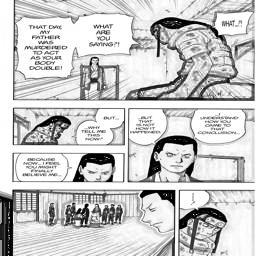 WHAT...?!
WHAT
ARE
YOU
SAYING?!
THAT DAY,
MY
FATHER
WAS
MURDERED
TO ACT
AS YOUR
BODY
DOUBLE!
UNDERSTAND
HOW YOU
CAME TO
THAT
CONCLUSION...
...BUT
THAT
IS NOT
HOW IT
HAPPENED.
BUT...
...WHY
TELL ME
THIS
NOW?
BECAUSE
NOW... I FEEL
YOU MIGHT
FINALLY
BELIEVE ME...